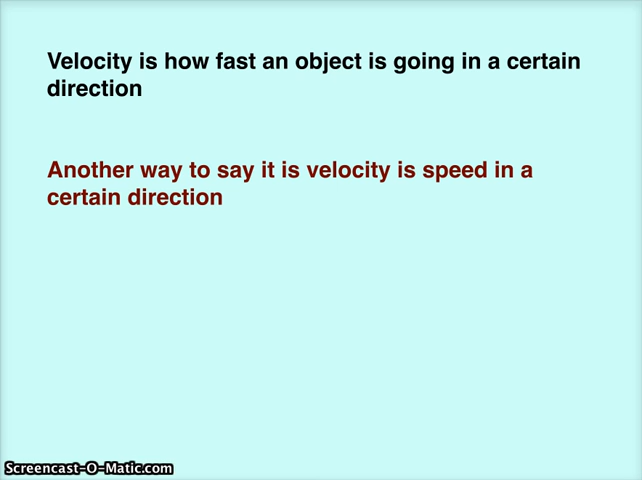 Velocity is how fast an object is going in a certain
direction
Another way to say it is velocity is speed in a
certain direction
Screencast-O-Matic.com